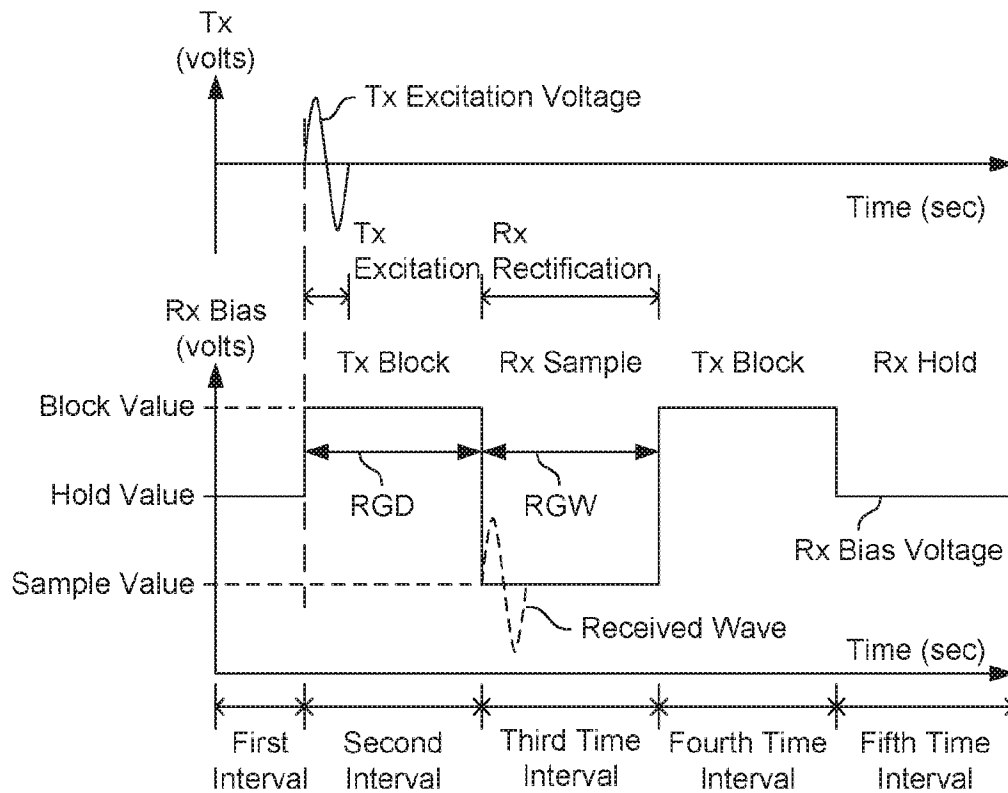 Tx
(volts)
Tx Excitation Voltage
Time (sec)
Tx
Excitation
Rx
Rectification
Rx Bias
(volts)
Tx Block
Rx Sample
Tx Block
Rx Hold
Block Value
Hold Value
RGD
RGW
Rx Bias Voltage
Sample Value
Received Wave
Time (sec)
First
Interval
Second
Interval
Third Time
Interval
Fourth Time
Interval
Fifth Time
Interval